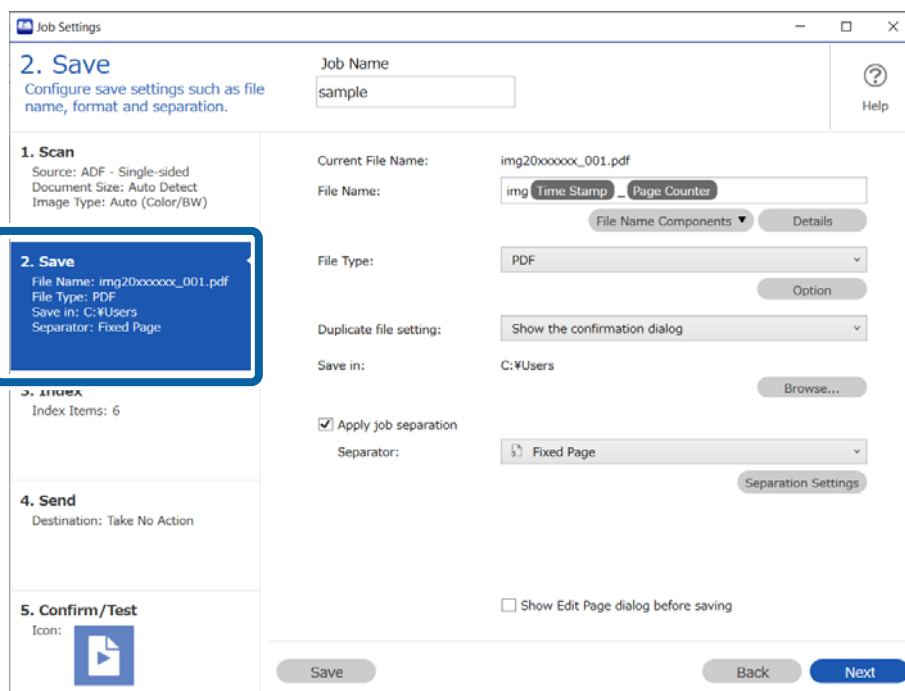 Job Settings
2. Save
Configure save settings such as file
name, format and separation.
Job Name
sample
Help
1. Scan
Source: ADF - Single-sided
Document Size: Auto Detect
Image Type: Auto (Color/BW)
2. Save
File Name: img20xxxxxx_001.pdf
File Type: PDF
Save in: C:¥Users
Separator: Fixed Page
3. Index
Index Items: 6
4. Send
Destination: Take No Action
5. Confirm/Test
Icon:
Current File Name: img20xxxxxx_001.pdf
File Name: img Time Stamp _ Page Counter
File Name Components ▼ Details
File Type: PDF
Option
Duplicate file setting: Show the confirmation dialog
Save in: C:¥Users
Browse...
Apply job separation
Separator: Fixed Page
Separation Settings
Show Edit Page dialog before saving
Save Back Next